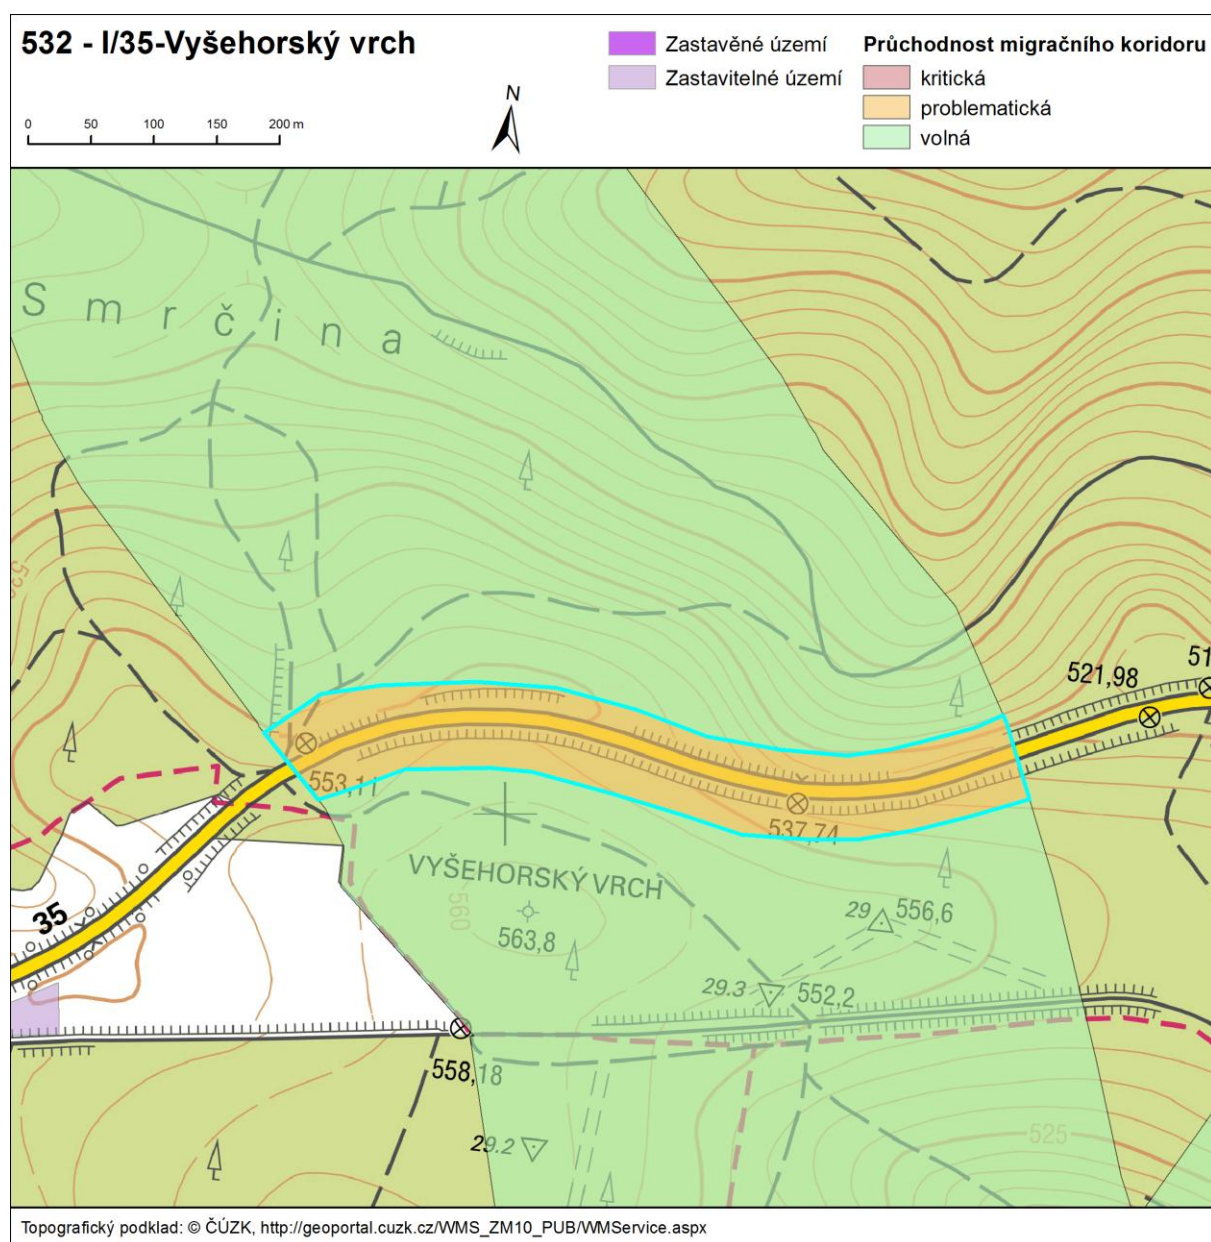 532 - I/35-Vyšehorský vrch
Zastavěné území
Zastavitelné území
Průchodnost migračního koridoru
kritická
problematická
volná
0 50 100 150 200 m
N
Smrčina
521,98
553,11
537,74
VYŠEHORSKÝ VRCH
560
563,8
29 556,6
29.3 552,2
35
558,18
29.2
525
Topografický podklad: © ČÚZK, http://geoportal.cuzk.cz/WMS_ZM10_PUB/WMService.aspx